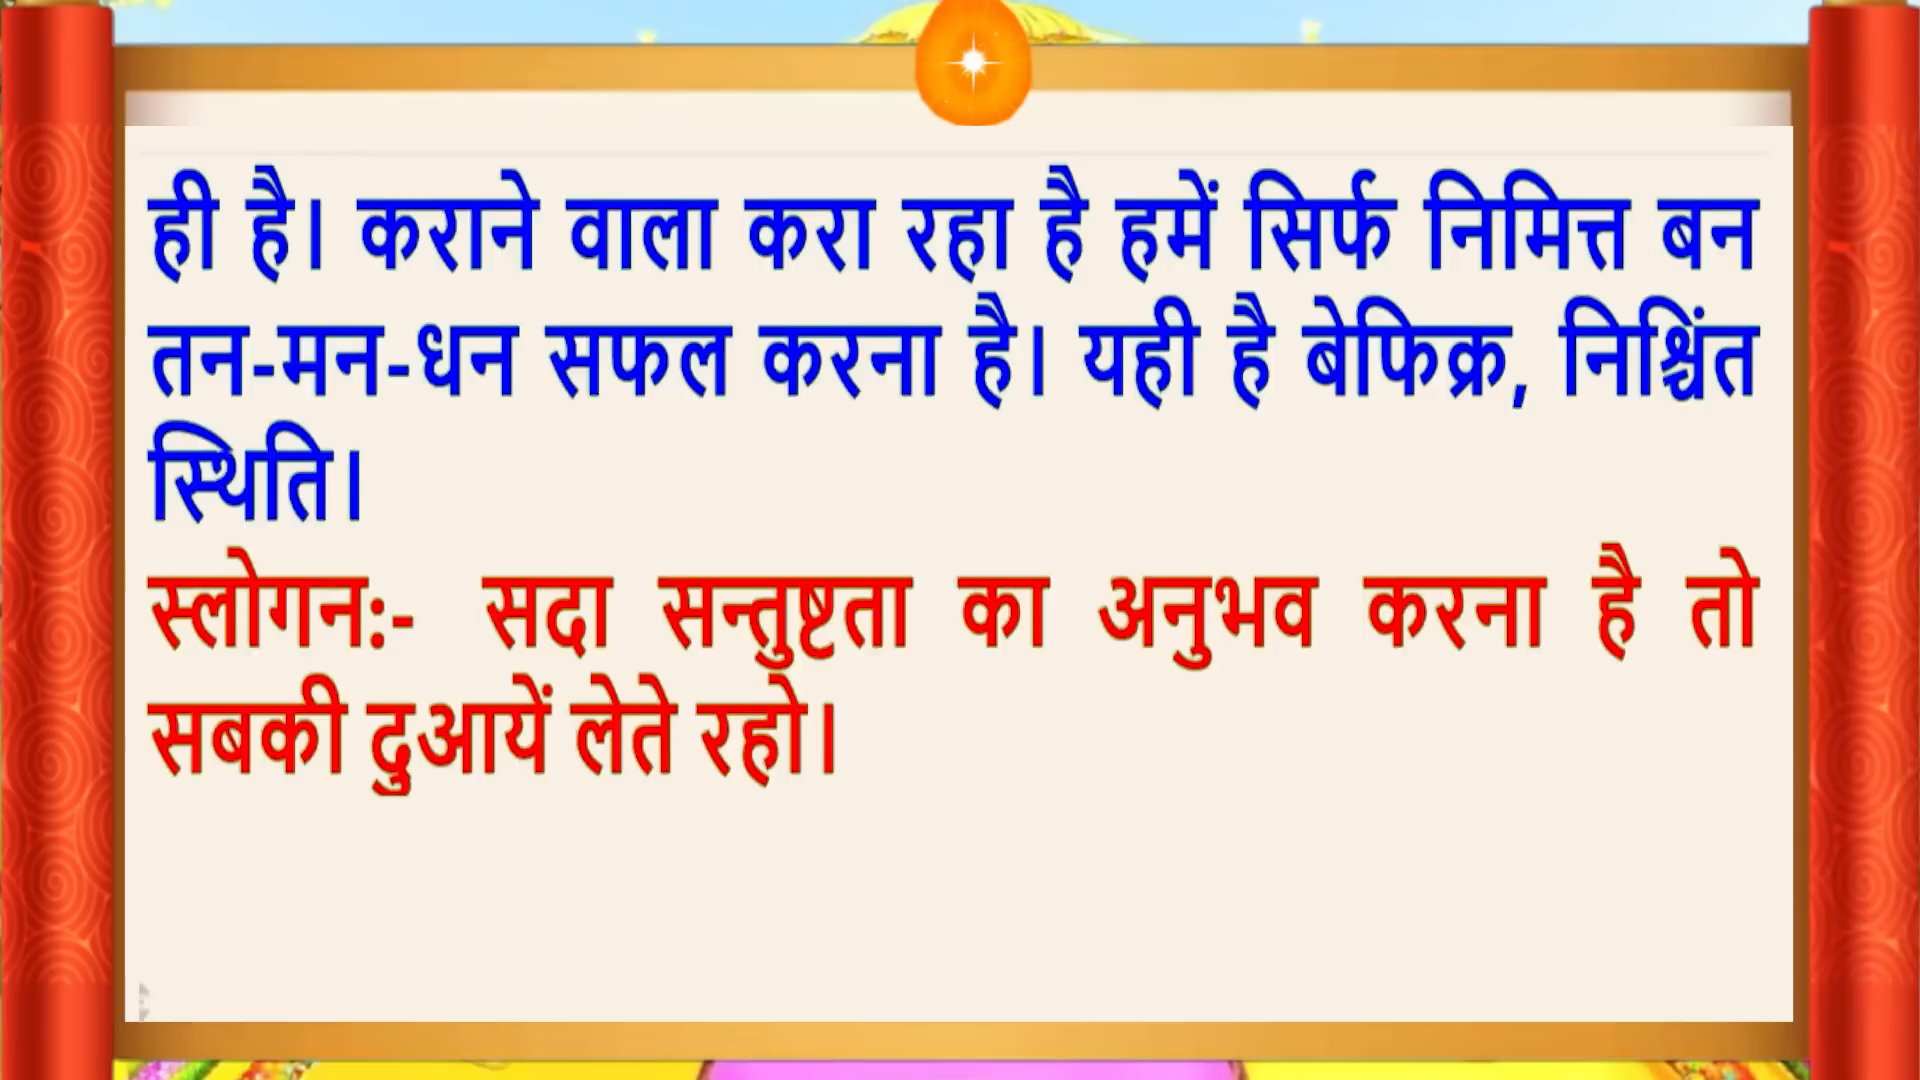 ही है। कराने वाला करा रहा है हमें सिर्फ निमित्त बन
तन-मन-धन सफल करना है। यही है बेफिक्र, निश्चिंत
स्थिति।
स्लोगन:- सदा सन्तुष्टता का अनुभव करना है तो
सबकी दुआयें लेते रहो।